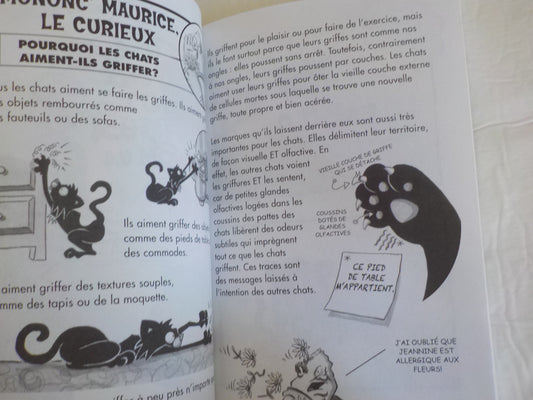 MONONC' MAURICE,
LE CURIEUX
POURQUOI LES CHATS
AIMENT-ILS GRIFFER?
us les chats aiment se faire les griffes. Ils aiment
s objets rembourrés comme
s fauteuils ou des sofas.
Ils aiment griffer des objets
comme des pieds de table
des commodes.
aiment griffer des textures souples,
mme des tapis ou de la moquette.
à peu près n'importe
Ils griffent pour le plaisir ou pour faire de l'exercice, mais
ils le font surtout parce que leurs griffes sont comme nos
ongles : elles poussent sans arrêt. Toutefois, contrairement
à nos ongles, leurs griffes poussent par couches. Les chats
aiment user leurs griffes pour ôter la vieille couche externe
de cellules mortes sous laquelle se trouve une nouvelle
griffe, toute propre et bien acérée.
Les marques qu'ils laissent derrière eux sont aussi très
importantes pour les chats. Elles délimitent leur territoire,
de façon visuelle ET olfactive. En
effet, les autres chats voient
les griffures ET les sentent,
car de petites glandes
olfactives logées dans les
coussins des pattes des
chats libèrent des odeurs
subtiles qui imprègnent
tout ce que les chats
griffent. Ces traces sont
des messages laissés à
l'intention des autres chats.
VIEILLE COUCHE DE GRIFFE
QUI SE DÉTACHE
COUSSINS
DOTÉS DE
GLANDES
OLFACTIVES
CE PIED
DE TABLE
M'APPARTIENT.
J'AI OUBLIÉ QUE
JEANNINE EST
ALLERGIQUE AUX
FLEURS!